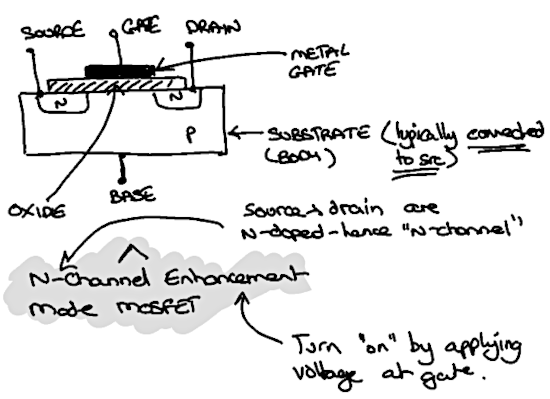 SOURCE
GATE
DRAIN
METAL
GATE
N
N
P
SUBSTRATE (typically connected
(BODY)
to src)
OXIDE
BASE
Source & drain are
N-doped-hence "N-channel"
N-Channel Enhancement
Mode MOSFET
Turn "on" by applying
voltage at gate.